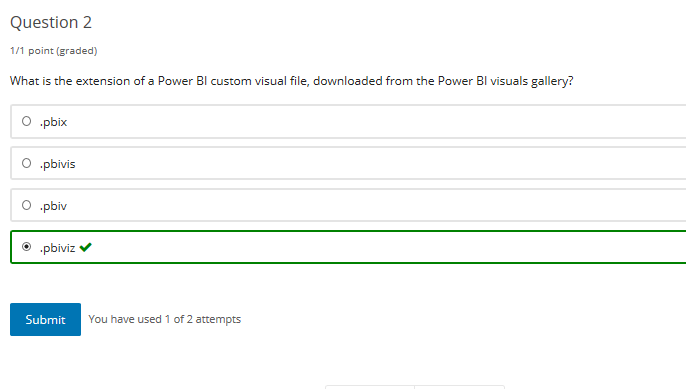 Question 2
1/1 point (graded)
What is the extension of a Power BI custom visual file, downloaded from the Power BI visuals gallery?
.pbix
.pbivis
.pbiv
.pbiviz
Submit
You have used 1 of 2 attempts